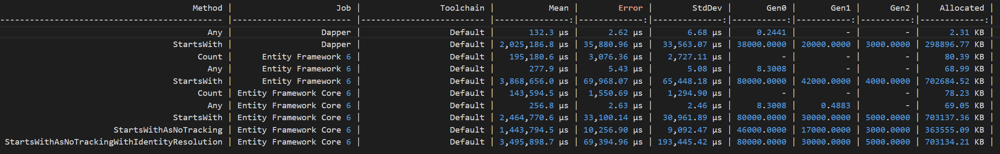 Method | Job | Toolchain | Mean | Error | StdDev | Gen0 | Gen1 | Gen2 | Allocated |
--------------------------------------------- |------------------------ |------------------------- |---------------:|-------------:|--------------:|-----------:|-----------:|----------:|-------------:|
Any | Dapper | Default | 132.3 μs | 2.62 μs | 6.68 μs | 0.2441 | - | - | 2.31 KB |
StartsWith | Dapper | Default | 2,025,186.8 μs | 35,880.96 μs | 33,563.07 μs | 38000.0000 | 20000.0000 | 3000.0000 | 298896.77 KB |
Count | Entity Framework 6 | Default | 195,180.6 μs | 3,076.36 μs | 2,727.11 μs | - | - | - | 80.39 KB |
Any | Entity Framework 6 | Default | 277.9 μs | 5.43 μs | 5.08 μs | 8.3008 | - | - | 68.99 KB |
StartsWith | Entity Framework 6 | Default | 3,868,656.0 μs | 69,968.07 μs | 65,448.18 μs | 80000.0000 | 42000.0000 | 4000.0000 | 702684.52 KB |
Count | Entity Framework Core 6 | Default | 143,594.5 μs | 1,550.69 μs | 1,294.90 μs | - | - | - | 78.23 KB |
Any | Entity Framework Core 6 | Default | 256.8 μs | 2.63 μs | 2.46 μs | 8.3008 | 0.4883 | - | 69.05 KB |
StartsWith | Entity Framework Core 6 | Default | 2,464,770.6 μs | 33,100.14 μs | 30,961.89 μs | 80000.0000 | 30000.0000 | 5000.0000 | 703137.36 KB |
StartsWithAsNoTracking | Entity Framework Core 6 | Default | 1,443,794.5 μs | 10,256.90 μs | 9,092.47 μs | 46000.0000 | 17000.0000 | 3000.0000 | 363555.09 KB |
StartsWithAsNoTrackingWithIdentityResolution | Entity Framework Core 6 | Default | 3,495,898.7 μs | 69,394.96 μs | 193,445.42 μs | 80000.0000 | 30000.0000 | 5000.0000 | 703134.21 KB |